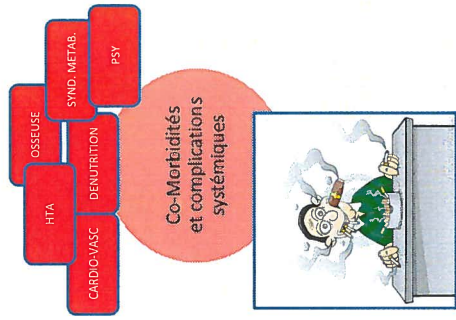 OSSEUSE
SYND. METAB.
HTA
PSY
DENUTRITION
CARDIO-VASC
Co-Morbidités
et complications
systémiques